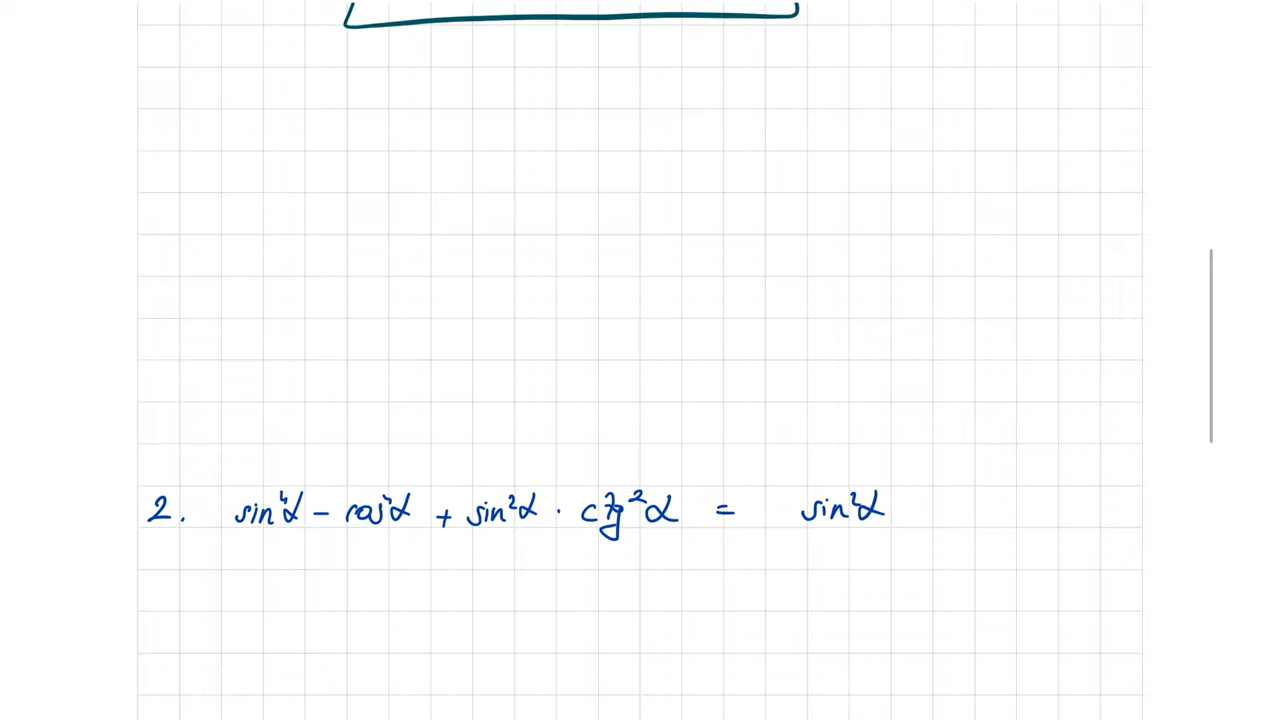 2. sin⁴α - cos⁴α + sin²α · ctg²α = sin²α